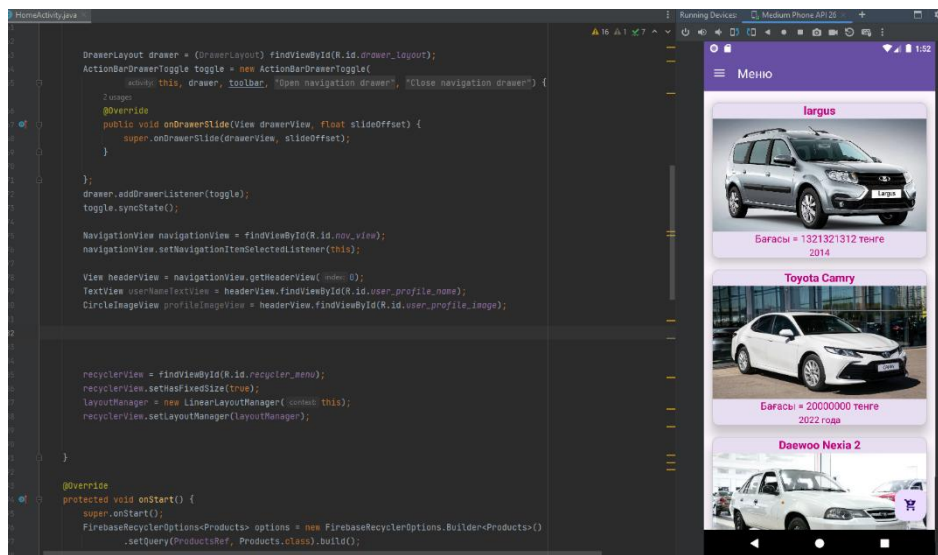 HomeActivity.java
Running Devices: Medium Phone API 26
16 1 7
DrawerLayout drawer = (DrawerLayout) findViewById(R.id.drawer_layout);
ActionBarDrawerToggle toggle = new ActionBarDrawerToggle(
activity: this, drawer, toolbar, "Open navigation drawer", "Close navigation drawer") {
2 usages
@Override
public void onDrawerSlide(View drawerView, float slideOffset) {
super.onDrawerSlide(drawerView, slideOffset);
}
};
drawer.addDrawerListener(toggle);
toggle.syncState();
NavigationView navigationView = findViewById(R.id.nav_view);
navigationView.setNavigationItemSelectedListener(this);
View headerView = navigationView.getHeaderView( index: 0);
TextView userNameTextView = headerView.findViewById(R.id.user_profile_name);
CircleImageView profileImageView = headerView.findViewById(R.id.user_profile_image);
recyclerView = findViewById(R.id.recycler_menu);
recyclerView.setHasFixedSize(true);
layoutManager = new LinearLayoutManager( context: this);
recyclerView.setLayoutManager(layoutManager);
}
@Override
protected void onStart() {
super.onStart();
FirebaseRecyclerOptions<Products> options = new FirebaseRecyclerOptions.Builder<Products>()
.setQuery(ProductsRef, Products.class).build();
1:52
Меню
largus
Largus
Бағасы = 1321321312 тенге
2014
Toyota Camry
Camry
Бағасы = 20000000 тенге
2022 года
Daewoo Nexia 2